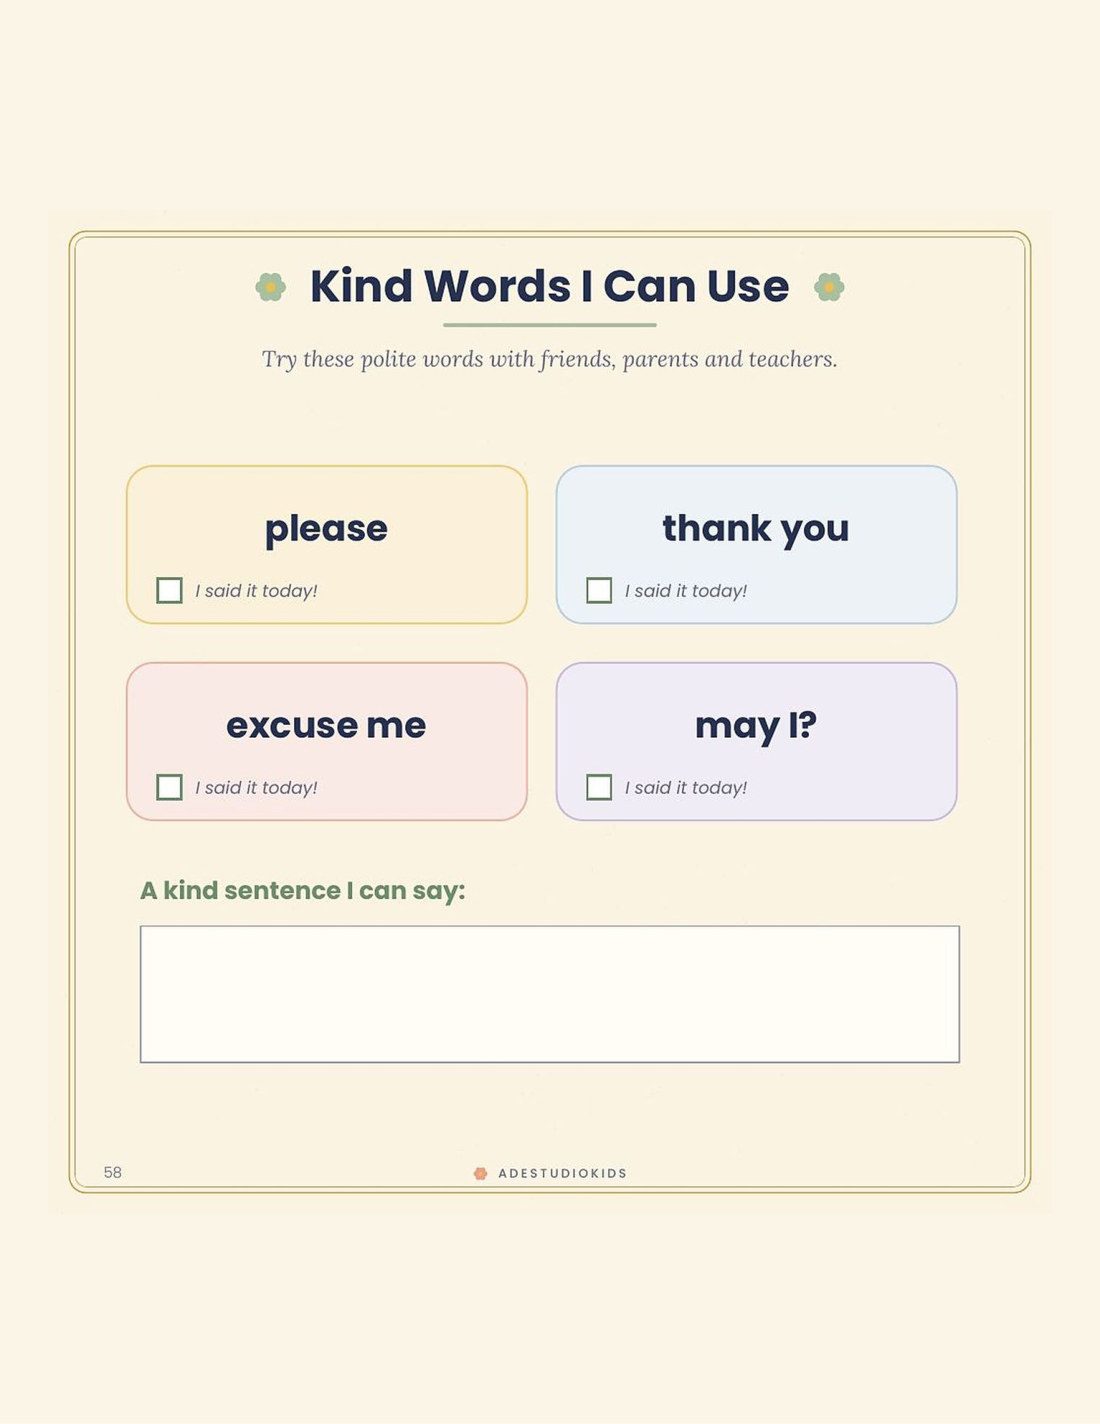 Kind Words I Can Use
Try these polite words with friends, parents and teachers.
please
I said it today!
thank you
I said it today!
excuse me
I said it today!
may I?
I said it today!
A kind sentence I can say:
58
ADESTUDIOKIDS